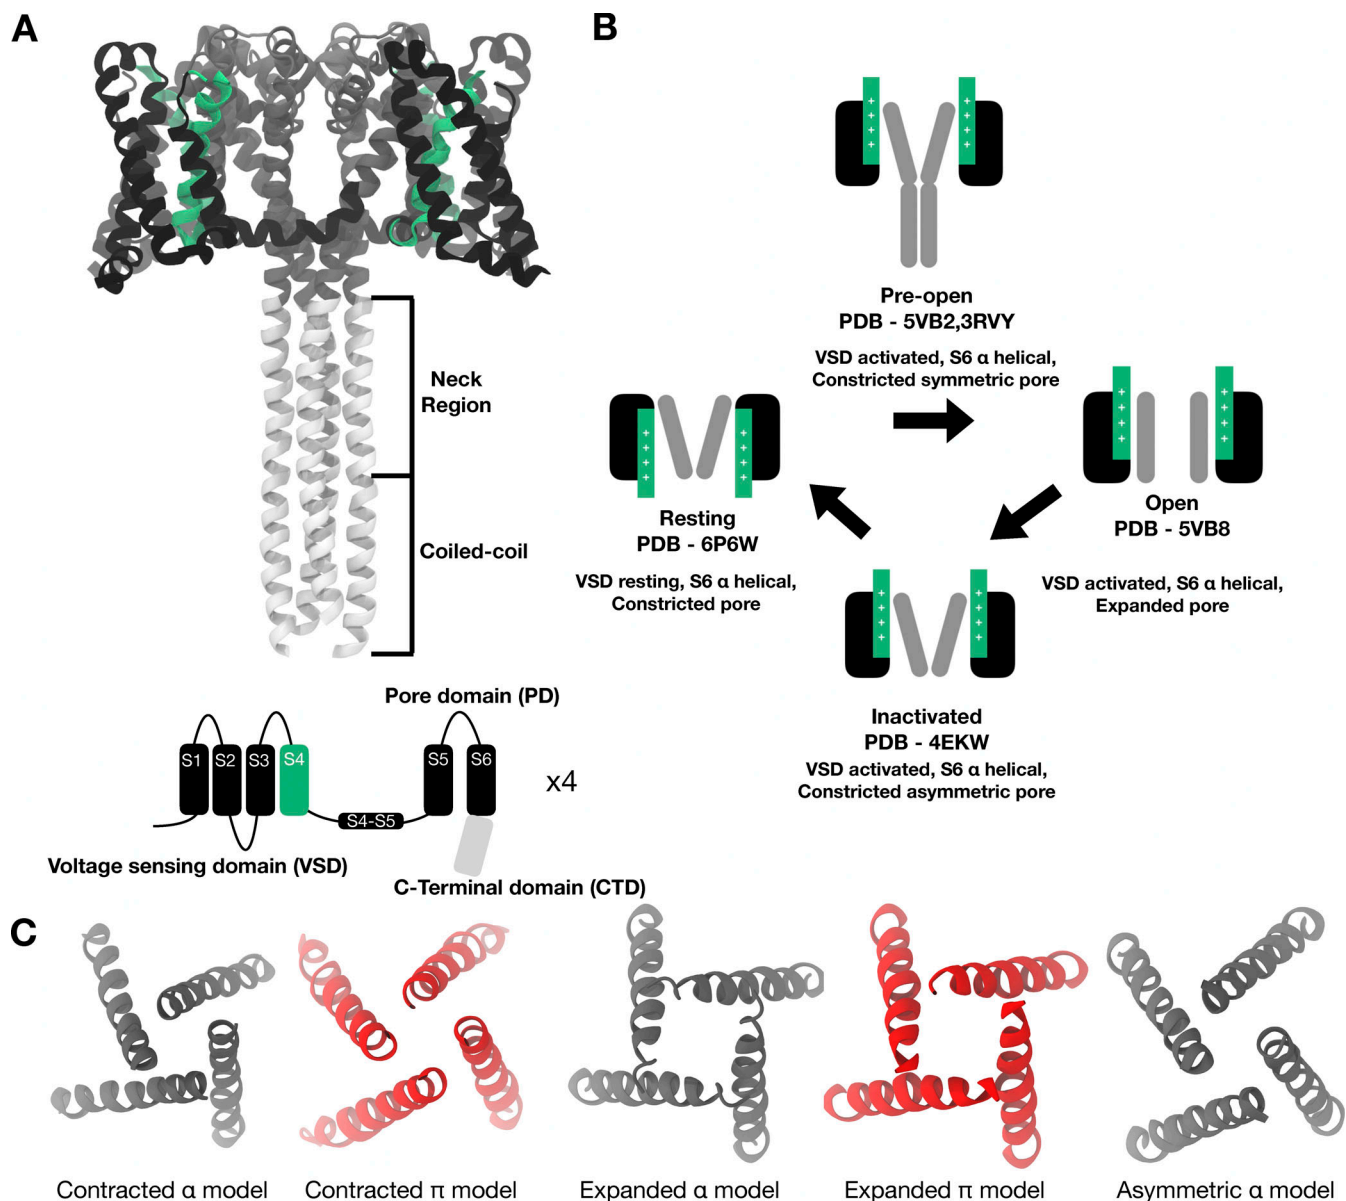 A
B
Neck
Region
Coiled-coil
Pore domain (PD)
S1
S2
S3
S4
S4-S5
S5
S6
x4
Voltage sensing domain (VSD)
C-Terminal domain (CTD)
+
+
+
+
+
+
+
+
Pre-open
PDB - 5VB2,3RVY
VSD activated, S6 α helical,
Constricted symmetric pore
+
+
+
+
+
+
+
+
Open
PDB - 5VB8
VSD activated, S6 α helical,
Expanded pore
+
+
+
+
+
+
+
+
Resting
PDB - 6P6W
VSD resting, S6 α helical,
Constricted pore
+
+
+
+
+
+
+
+
Inactivated
PDB - 4EKW
VSD activated, S6 α helical,
Constricted asymmetric pore
C
Contracted α model
Contracted π model
Expanded α model
Expanded π model
Asymmetric α model